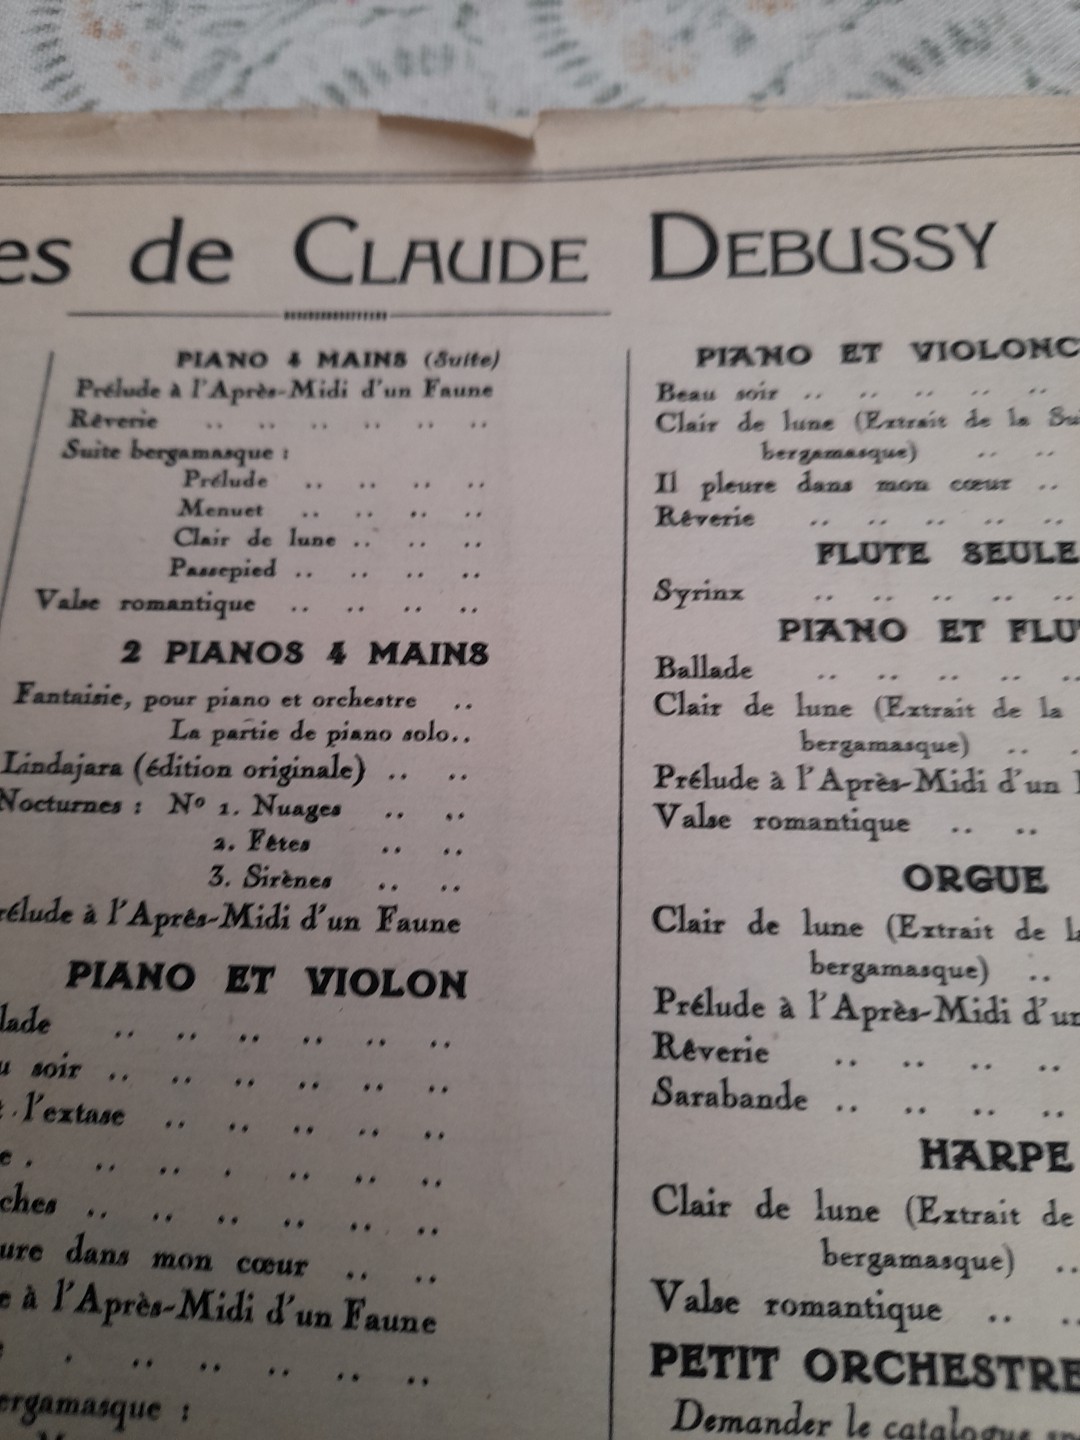 es de CLAUDE DEBUSSY
PIANO 4 MAINS (Suite)
Prélude à l'Après-Midi d'un Faune
Rêverie .. .. .. .. .. ..
Suite bergamasque :
Prélude .. .. .. ..
Menuet .. .. .. ..
Clair de lune .. .. ..
Passepied .. .. .. ..
Valse romantique .. .. .. ..
2 PIANOS 4 MAINS
Fantaisie, pour piano et orchestre ..
La partie de piano solo..
Lindajara (édition originale) .. ..
Nocturnes : Nº 1. Nuages .. ..
2. Fêtes .. ..
3. Sirènes .. ..
rélude à l'Après-Midi d'un Faune
PIANO ET VIOLON
lade .. .. .. .. .. ..
u soir .. .. .. .. .. ..
l'extase .. .. .. .. ..
e . .. .. . .. .. ..
ches .. .. .. .. .. ..
ure dans mon cœur .. ..
e à l'Après-Midi d'un Faune
. .. .. .. .. ..
ergamasque :
PIANO ET VIOLONC
Beau soir .. .. .. .. ..
Clair de lune (Extrait de la Su
bergamasque) .. ..
Il pleure dans mon cœur ..
Rêverie .. .. .. .. ..
FLUTE SEULE
Syrinx .. .. .. .. ..
PIANO ET FLU
Ballade .. .. .. .. ..
Clair de lune (Extrait de la
bergamasque) .. .
Prélude à l'Après-Midi d'un
Valse romantique .. ..
ORGUE
Clair de lune (Extrait de la
bergamasque) ..
Prélude à l'Après-Midi d'un
Rêverie .. .. .. ..
Sarabande .. .. .. ..
HARPE
Clair de lune (Extrait de
bergamasque) ..
Valse romantique .. ..
PETIT ORCHESTRE
Demander le catalogue